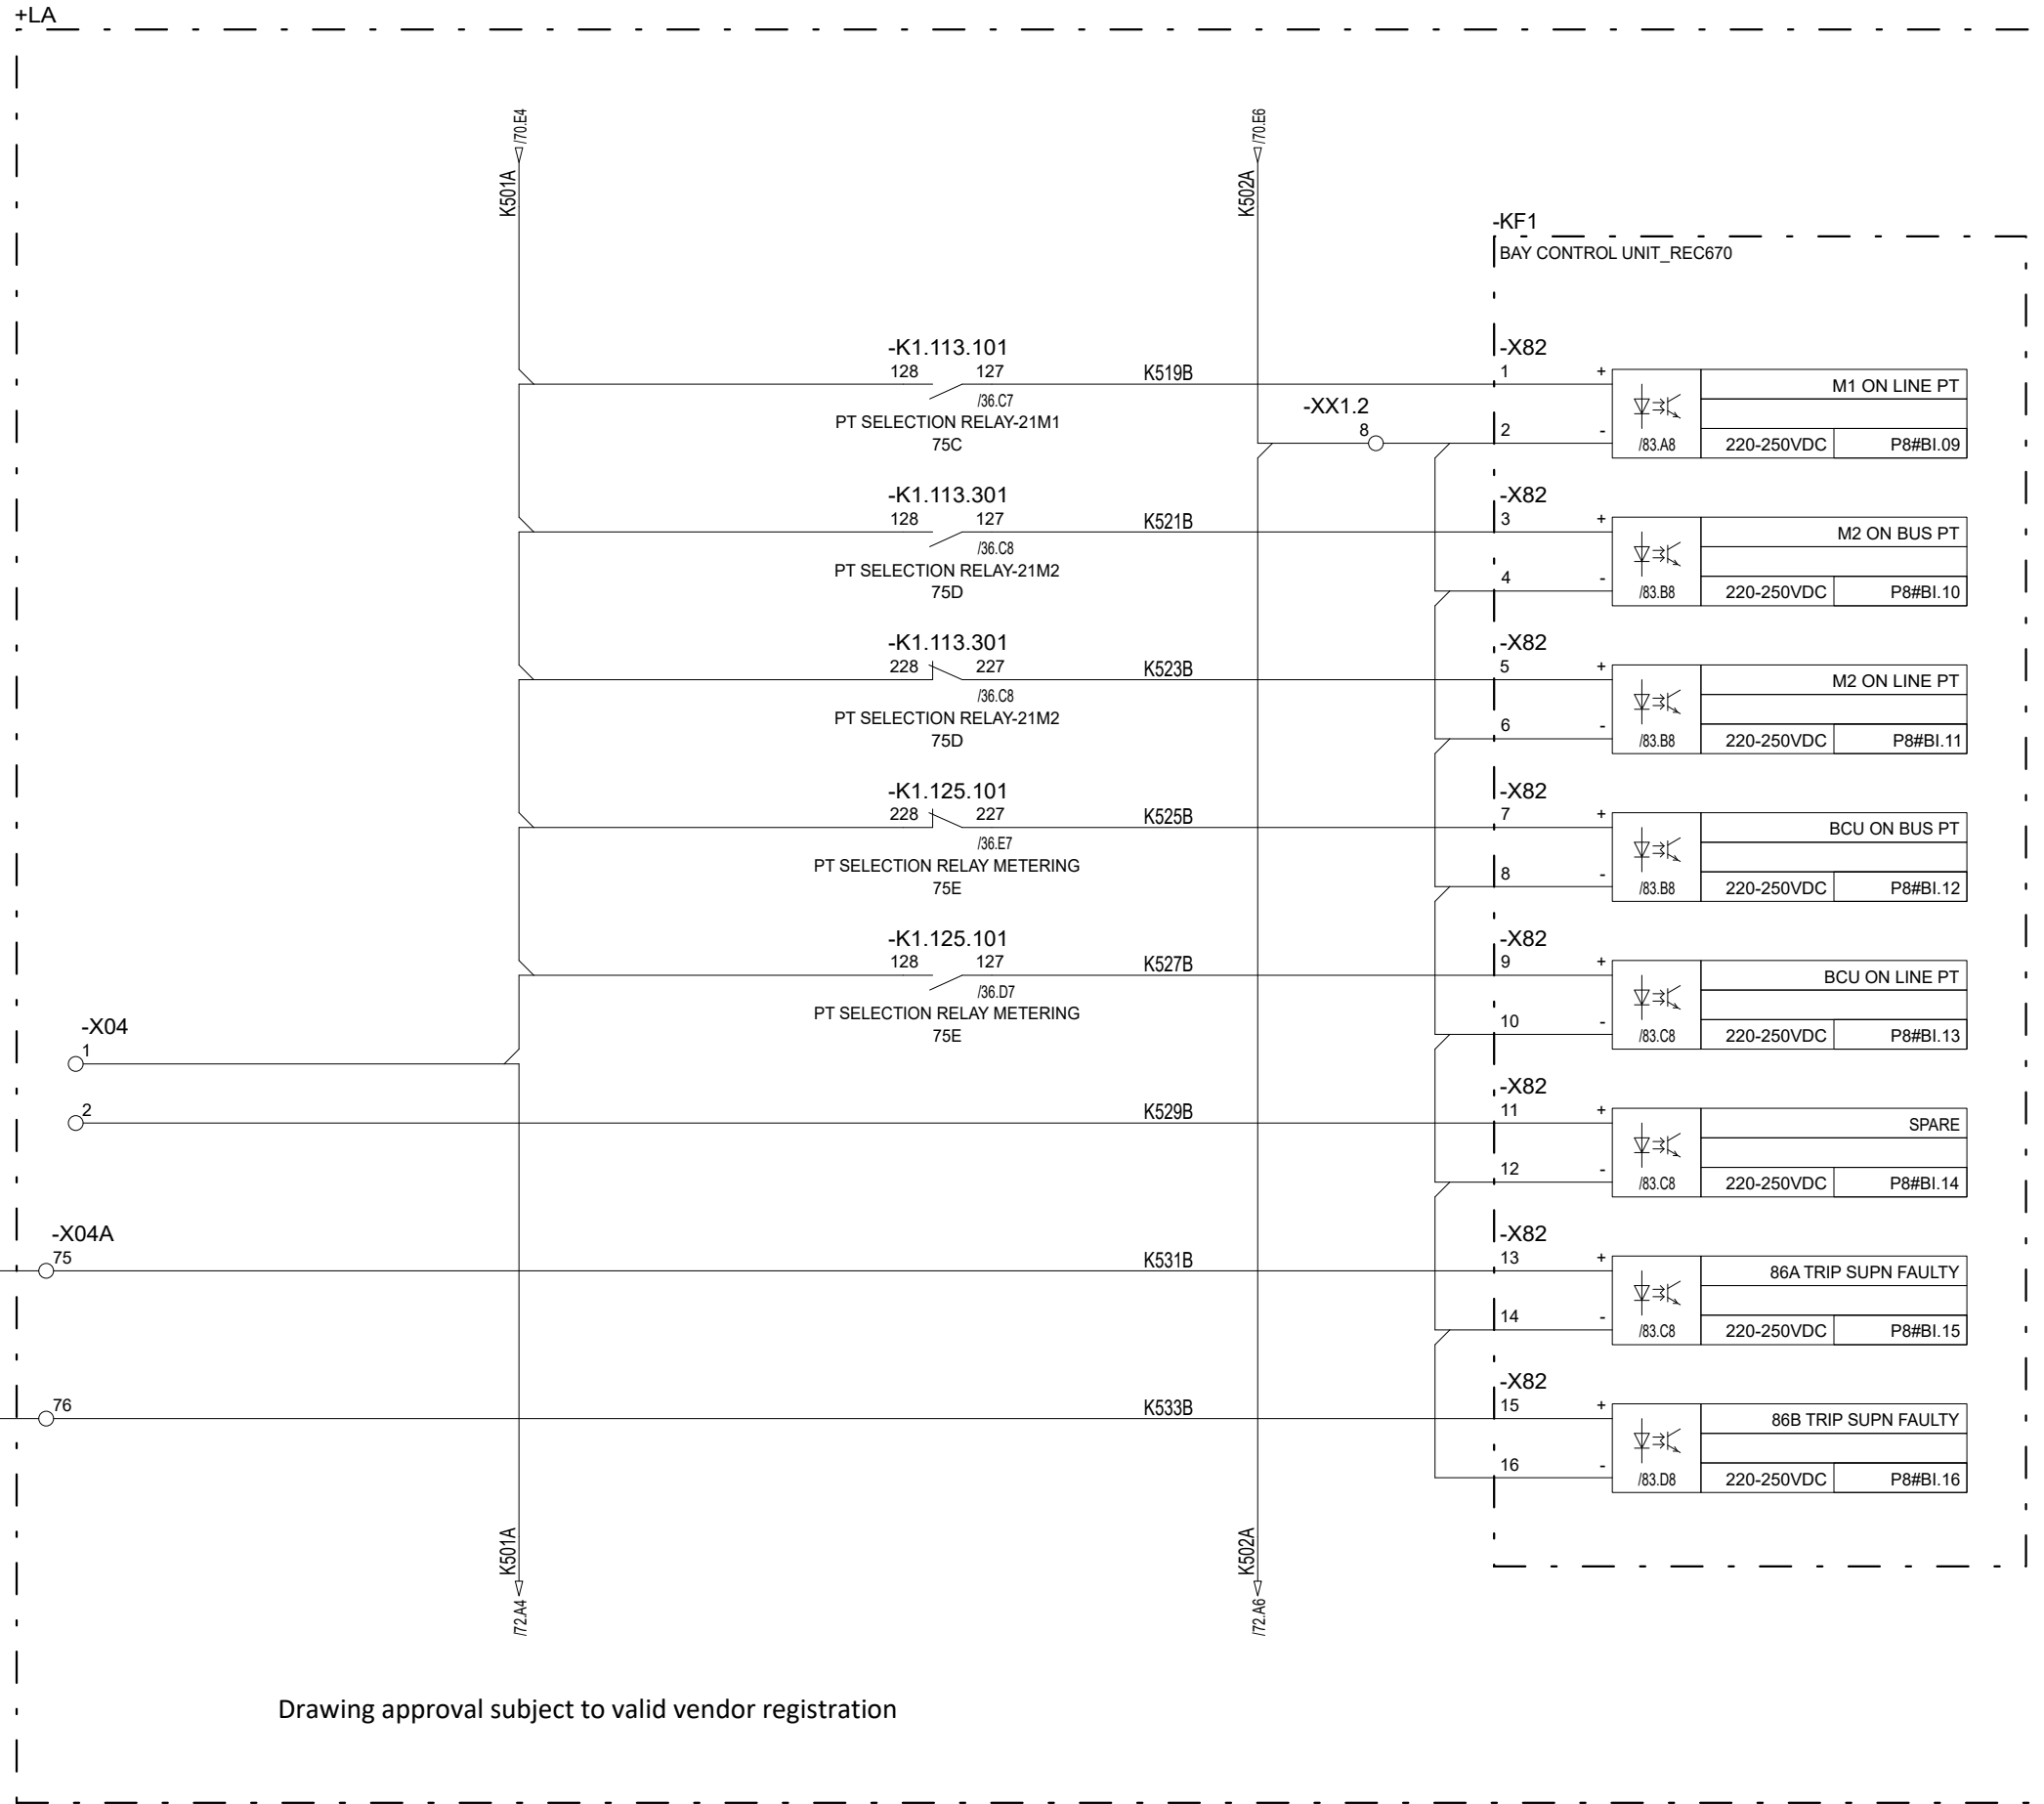 +LA
/70.E4
K501A
/70.E6
K502A
-KF1
BAY CONTROL UNIT_REC670
-K1.113.101
128 127
K519B
/36.C7
PT SELECTION RELAY-21M1
75C
-XX1.2
8
-X82
1 +
2 -
/83.A8
M1 ON LINE PT
220-250VDC P8#BI.09
-K1.113.301
128 127
K521B
/36.C8
PT SELECTION RELAY-21M2
75D
-X82
3 +
4 -
/83.B8
M2 ON BUS PT
220-250VDC P8#BI.10
-K1.113.301
228 227
K523B
/36.C8
PT SELECTION RELAY-21M2
75D
-X82
5 +
6 -
/83.B8
M2 ON LINE PT
220-250VDC P8#BI.11
-K1.125.101
228 227
K525B
/36.E7
PT SELECTION RELAY METERING
75E
-X82
7 +
8 -
/83.B8
BCU ON BUS PT
220-250VDC P8#BI.12
-K1.125.101
128 127
K527B
/36.D7
PT SELECTION RELAY METERING
75E
-X82
9 +
10 -
/83.C8
BCU ON LINE PT
220-250VDC P8#BI.13
-X04
1
2
K529B
-X82
11 +
12 -
/83.C8
SPARE
220-250VDC P8#BI.14
-X04A
75
K531B
-X82
13 +
14 -
/83.C8
86A TRIP SUPN FAULTY
220-250VDC P8#BI.15
76
K533B
-X82
15 +
16 -
/83.D8
86B TRIP SUPN FAULTY
220-250VDC P8#BI.16
K501A
/72.A4
K502A
/72.A6
Drawing approval subject to valid vendor registration